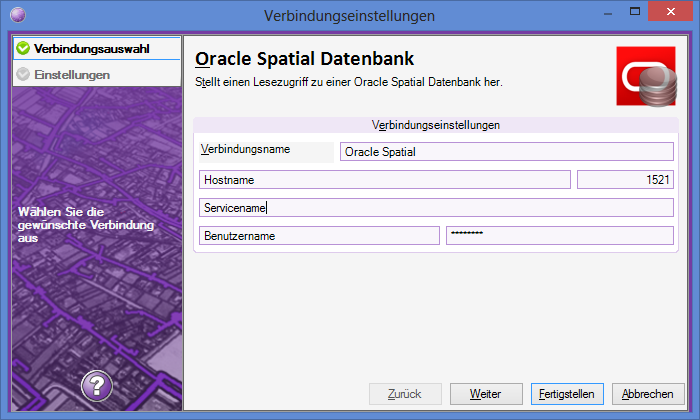 Verbindungseinstellungen
Verbindungsauswahl
Einstellungen
Wählen Sie die
gewünschte Verbindung
aus
?
Oracle Spatial Datenbank
Stellt einen Lesezugriff zu einer Oracle Spatial Datenbank her.
Verbindungseinstellungen
Verbindungsname Oracle Spatial
Hostname 1521
Servicename
Benutzername ********
Zurück Weiter Fertigstellen Abbrechen